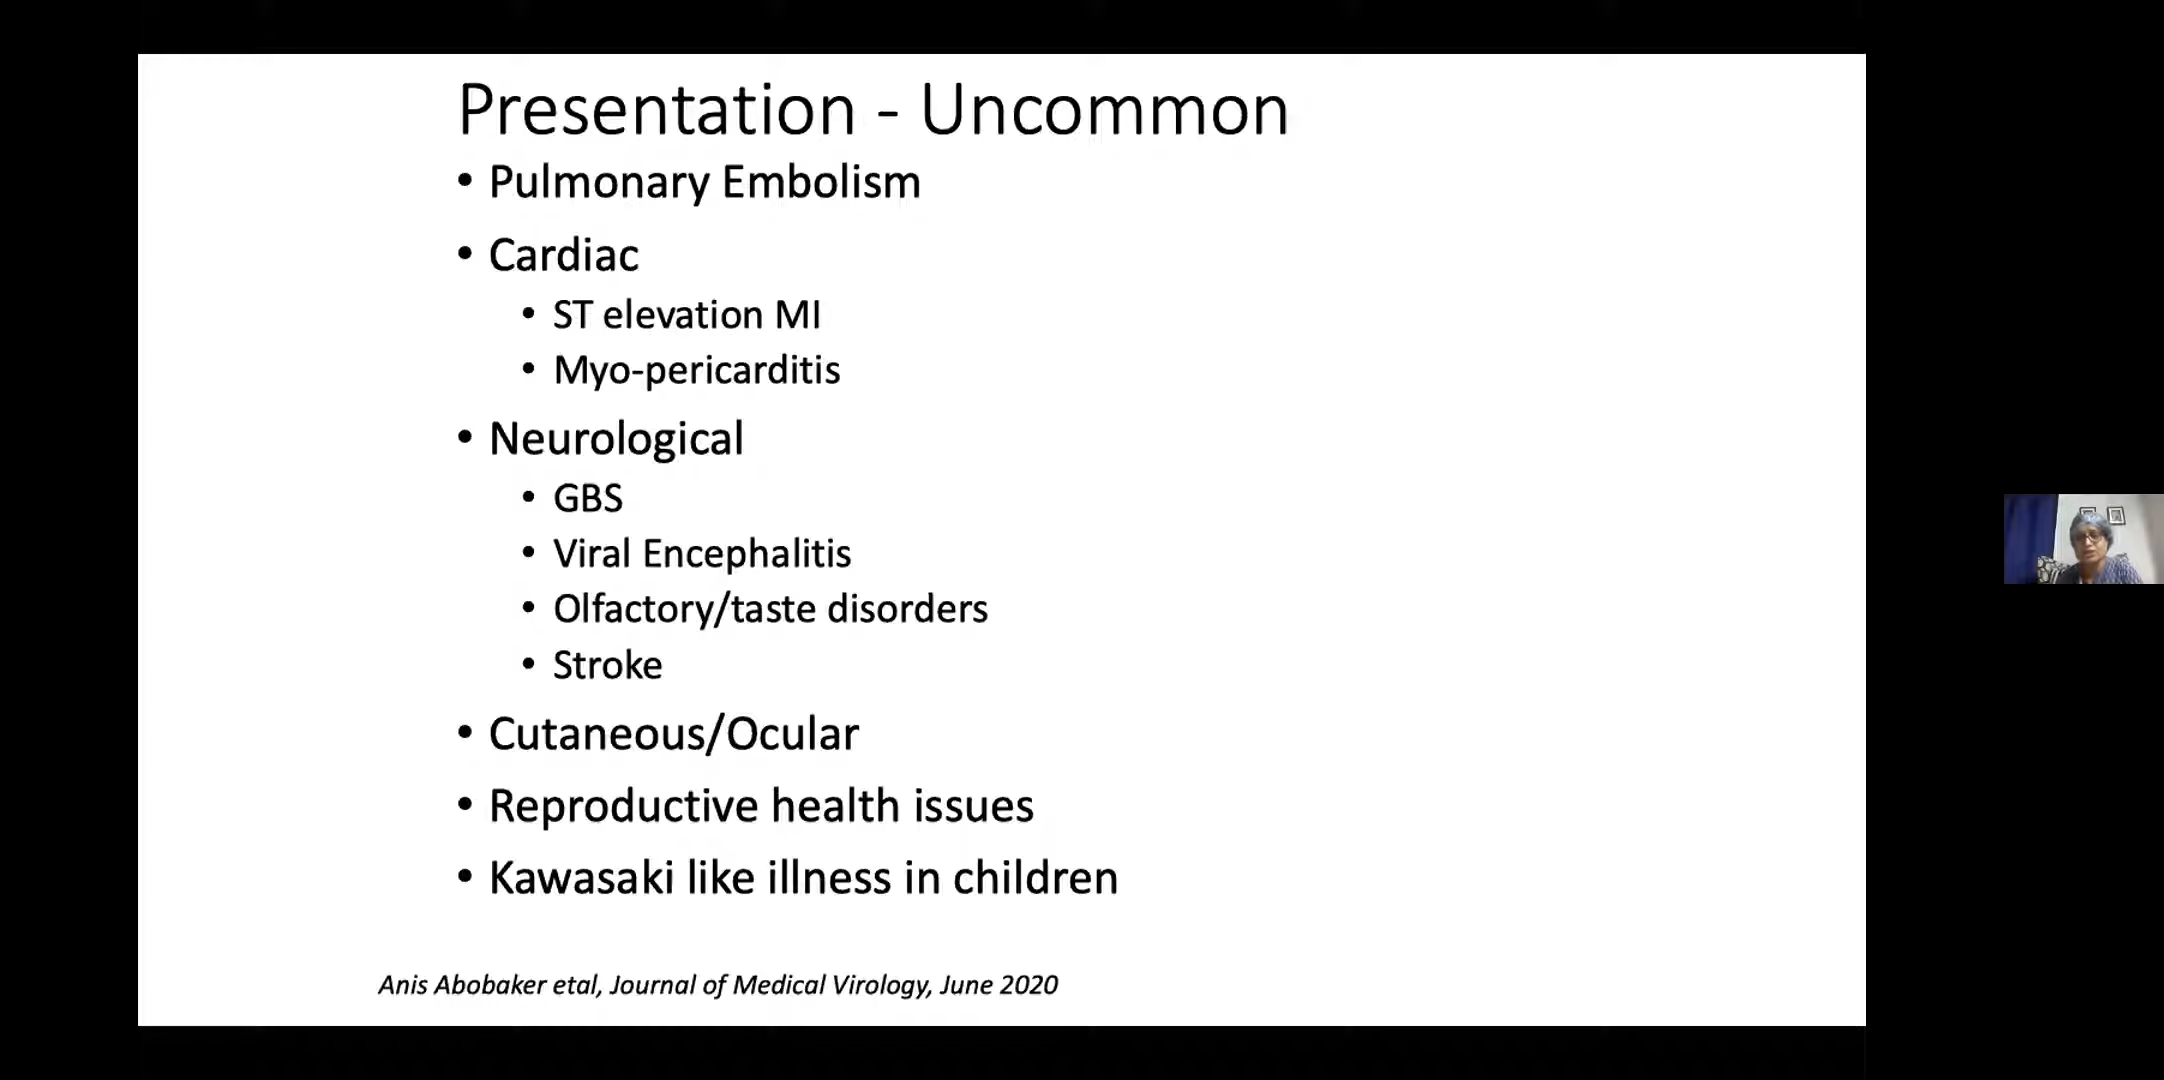 Presentation - Uncommon
• Pulmonary Embolism
• Cardiac
• ST elevation MI
• Myo-pericarditis
• Neurological
• GBS
• Viral Encephalitis
• Olfactory/taste disorders
• Stroke
• Cutaneous/Ocular
• Reproductive health issues
• Kawasaki like illness in children
Anis Abobaker etal, Journal of Medical Virology, June 2020